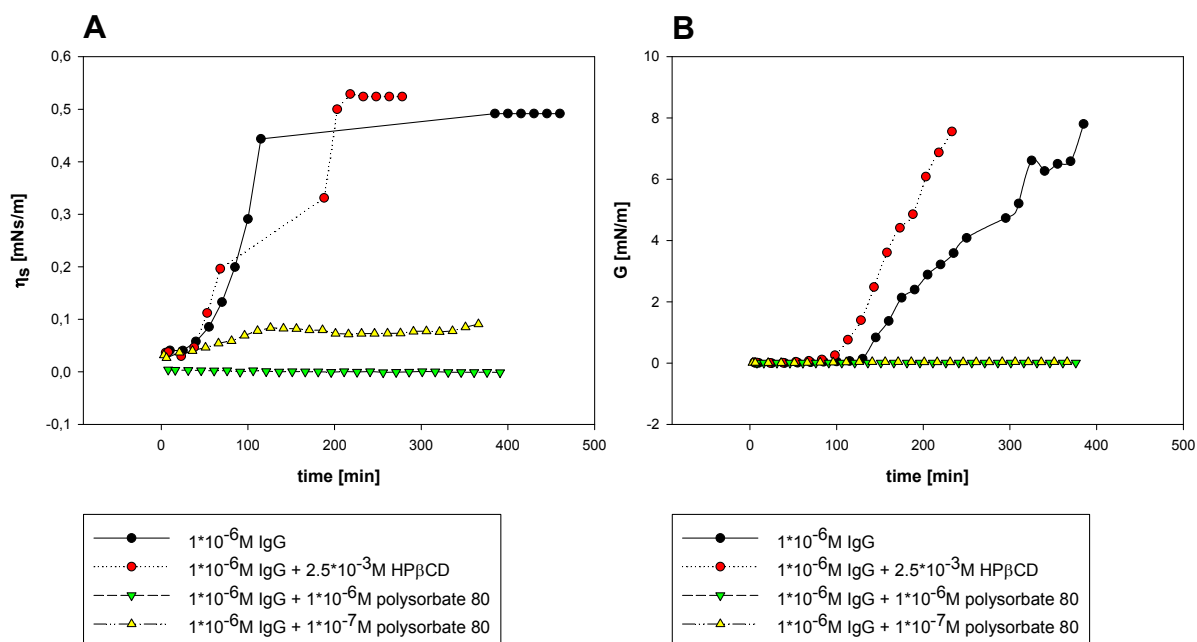 A
0,6
0,5
0,4
0,3
0,2
0,1
0,0
-0,1
ηs [mNs/m]
0 100 200 300 400 500
time [min]
1*10-6M IgG
1*10-6M IgG + 2.5*10-3M HPβCD
1*10-6M IgG + 1*10-6M polysorbate 80
1*10-6M IgG + 1*10-7M polysorbate 80
B
10
8
6
4
2
0
-2
G [mN/m]
0 100 200 300 400 500
time [min]
1*10-6M IgG
1*10-6M IgG + 2.5*10-3M HPβCD
1*10-6M IgG + 1*10-6M polysorbate 80
1*10-6M IgG + 1*10-7M polysorbate 80